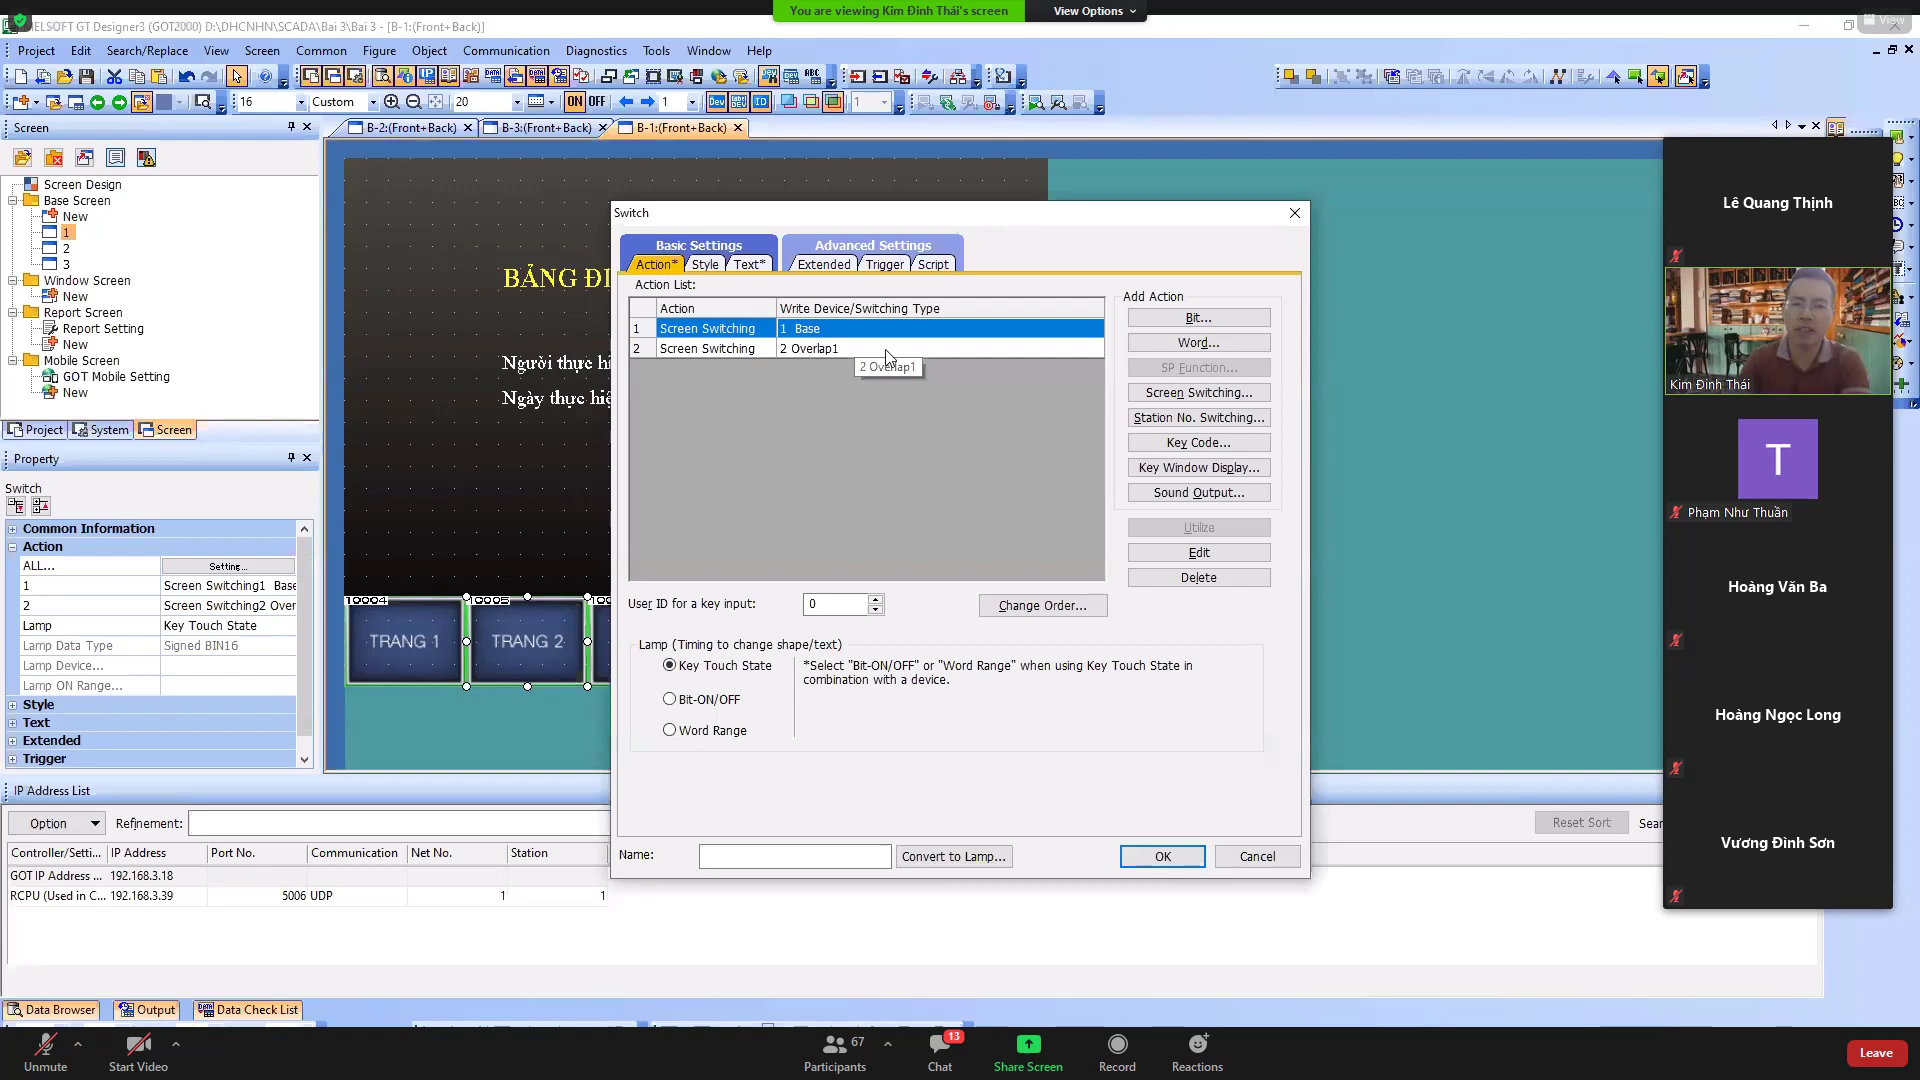 You are viewing Kim Đình Thái's screen
View Options
View
MELSOFT GT Designer3 (GOT2000) D:\DHCNHN\SCADA\Bai 3\Bai 3 - [B-1:(Front+Back)]
Project Edit Search/Replace View Screen Common Figure Object Communication Diagnostics Tools Window Help
16 Custom 20 ON OFF 1 Dev ID 1
Screen
B-2:(Front+Back)
B-3:(Front+Back)
B-1:(Front+Back)
Screen Design
Base Screen
New
1
2
3
Window Screen
New
Report Screen
Report Setting
New
Mobile Screen
GOT Mobile Setting
New
Project System Screen
Property
Switch
Common Information
Action
ALL... Setting...
1 Screen Switching1 Base
2 Screen Switching2 Over
Lamp Key Touch State
Lamp Data Type Signed BIN16
Lamp Device...
Lamp ON Range...
Style
Text
Extended
Trigger
BẢNG ĐI
Người thực hi
Ngày thực hiệ
10004
10005
TRANG 1
TRANG 2
Switch
Basic Settings
Advanced Settings
Action* Style Text* Extended Trigger Script
Action List:
Action Write Device/Switching Type
1 Screen Switching 1 Base
2 Screen Switching 2 Overlap1
2 Overlap1
Add Action
Bit...
Word...
SP Function...
Screen Switching...
Station No. Switching...
Key Code...
Key Window Display...
Sound Output...
Utilize
Edit
Delete
User ID for a key input: 0
Change Order...
Lamp (Timing to change shape/text)
Key Touch State
Bit-ON/OFF
Word Range
*Select "Bit-ON/OFF" or "Word Range" when using Key Touch State in
combination with a device.
Name:
Convert to Lamp...
OK
Cancel
IP Address List
Option Refinement:
Reset Sort
Sear
Controller/Setti... IP Address Port No. Communication Net No. Station
GOT IP Address ... 192.168.3.18
RCPU (Used in C... 192.168.3.39 5006 UDP 1 1
Data Browser Output Data Check List
Lê Quang Thịnh
Kim Đình Thái
T
Phạm Như Thuần
Hoàng Văn Ba
Hoàng Ngọc Long
Vương Đình Sơn
Unmute
Start Video
67
Participants
13
Chat
Share Screen
Record
Reactions
Leave